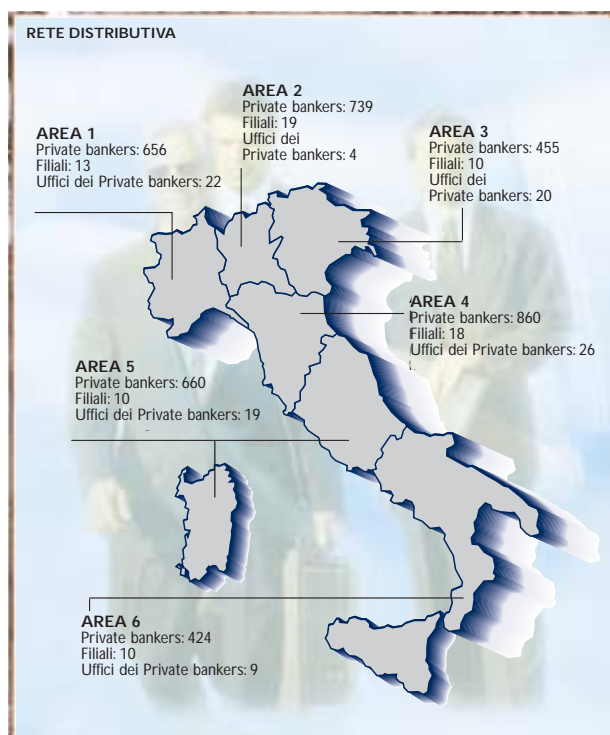 RETE DISTRIBUTIVA
AREA 1
Private bankers: 656
Filiali: 13
Uffici dei Private bankers: 22
AREA 2
Private bankers: 739
Filiali: 19
Uffici dei
Private bankers: 4
AREA 3
Private bankers: 455
Filiali: 10
Uffici dei
Private bankers: 20
AREA 4
Private bankers: 860
Filiali: 18
Uffici dei Private bankers: 26
AREA 5
Private bankers: 660
Filiali: 10
Uffici dei Private bankers: 19
AREA 6
Private bankers: 424
Filiali: 10
Uffici dei Private bankers: 9